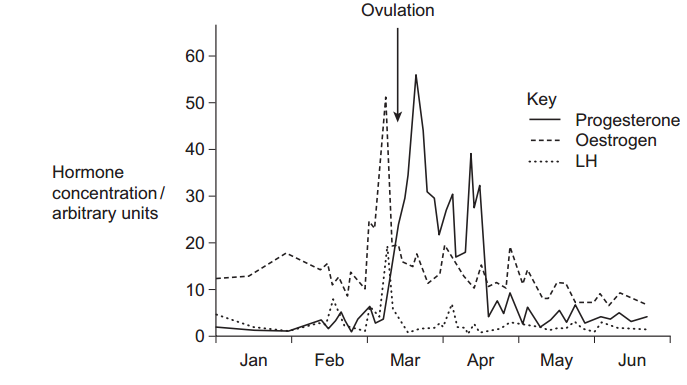 Ovulation
60
50
40
30
20
10
0
Hormone
concentration/
arbitrary units
Key
Progesterone
Oestrogen
LH
Jan Feb Mar Apr May Jun